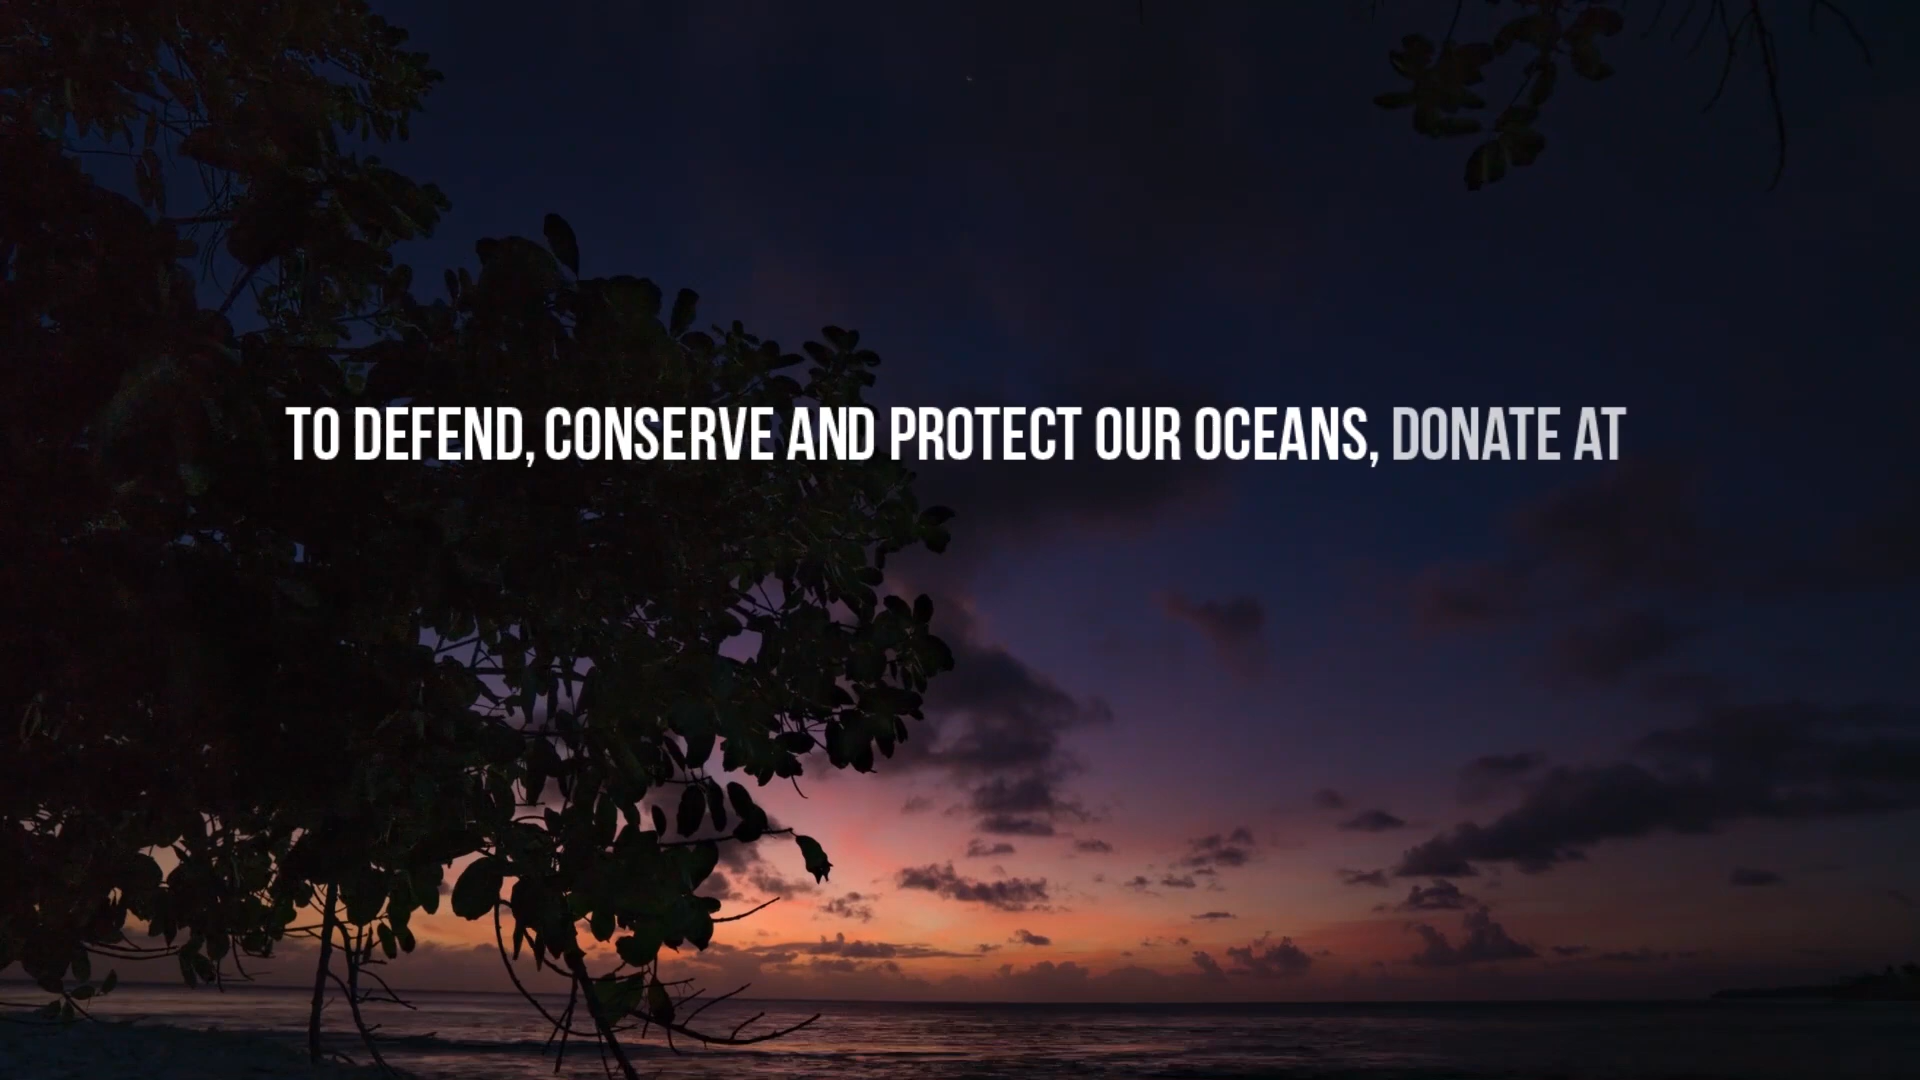 TO DEFEND, CONSERVE AND PROTECT OUR OCEANS, DONATE AT